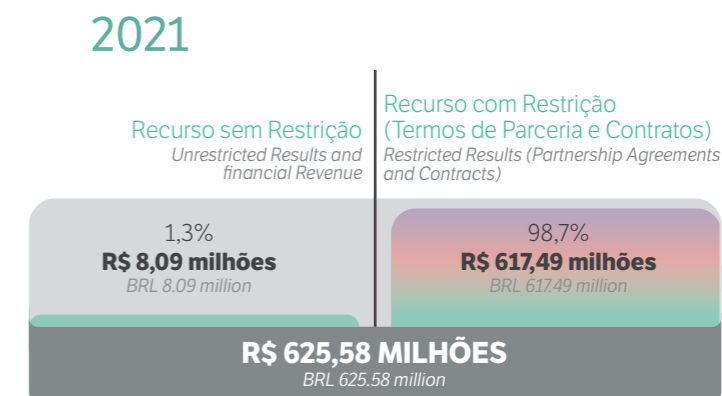 2021
Recurso sem Restrição
Unrestricted Results and
financial Revenue
Recurso com Restrição
(Termos de Parceria e Contratos)
Restricted Results (Partnership Agreements
and Contracts)
1,3%
R$ 8,09 milhões
BRL 8.09 million
98,7%
R$ 617,49 milhões
BRL 617.49 million
R$ 625,58 MILHÕES
BRL 625.58 million